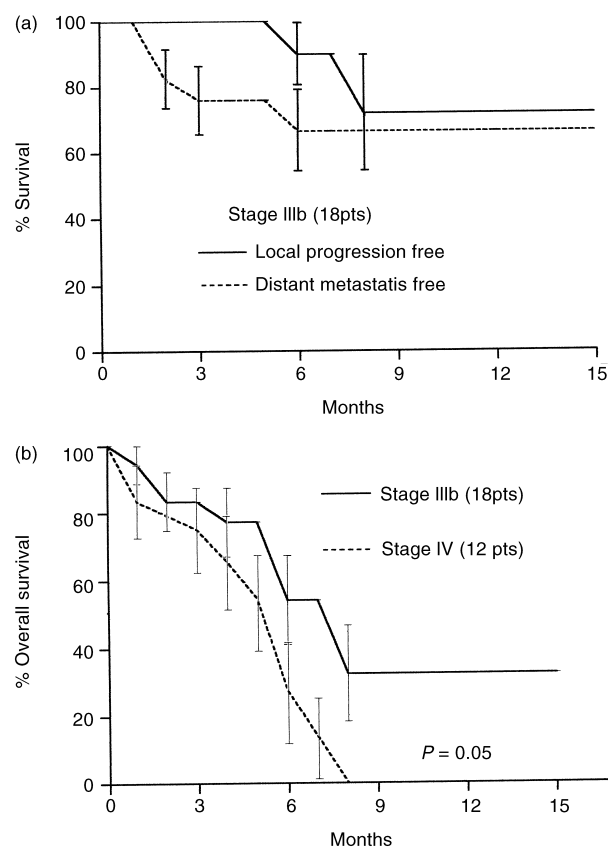 (a)
100
80
60
40
20
0
% Survival
Stage IIIb (18pts)
Local progression free
Distant metastatis free
0 3 6 9 12 15
Months
(b)
100
80
60
40
20
0
% Overall survival
Stage IIIb (18pts)
Stage IV (12 pts)
P = 0.05
0 3 6 9 12 15
Months